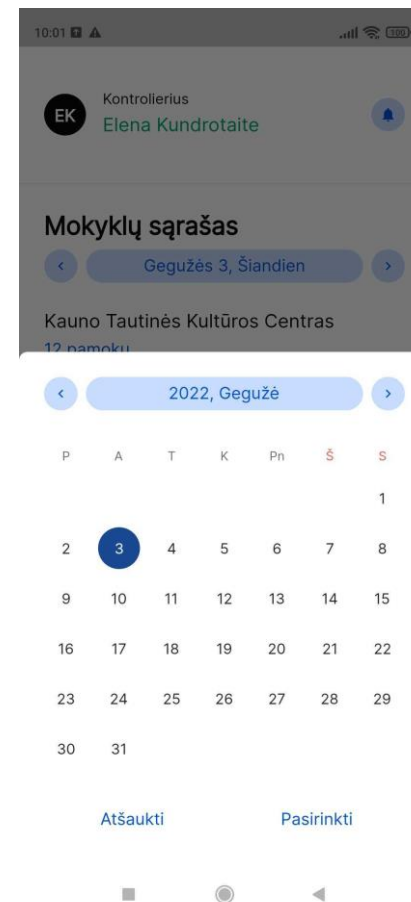 10:01
100
EK
Kontrolierius
Elena Kundrotaite
Mokyklų sąrašas
Gegužės 3, Šiandien
Kauno Tautinės Kultūros Centras
12 pamokų
2022, Gegužė
P A T K Pn Š S
1
2 3 4 5 6 7 8
9 10 11 12 13 14 15
16 17 18 19 20 21 22
23 24 25 26 27 28 29
30 31
Atšaukti Pasirinkti